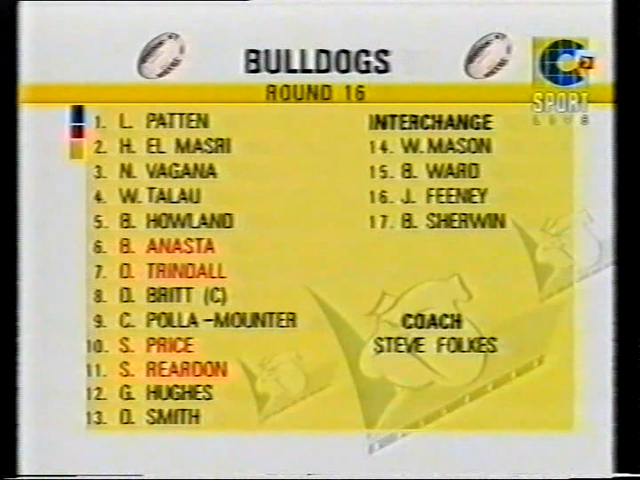 BULLDOGS
ROUND 16
C7
SPORT
LIVE
1. L. PATTEN
2. H. EL MASRI
3. N. VAGANA
4. W. TALAU
5. B. HOWLAND
6. B. ANASTA
7. D. TRINDALL
8. D. BRITT (C)
9. C. POLLA-MOUNTER
10. S. PRICE
11. S. REARDON
12. G. HUGHES
13. D. SMITH
INTERCHANGE
14. W. MASON
15. B. WARD
16. J. FEENEY
17. B. SHERWIN
COACH
STEVE FOLKES